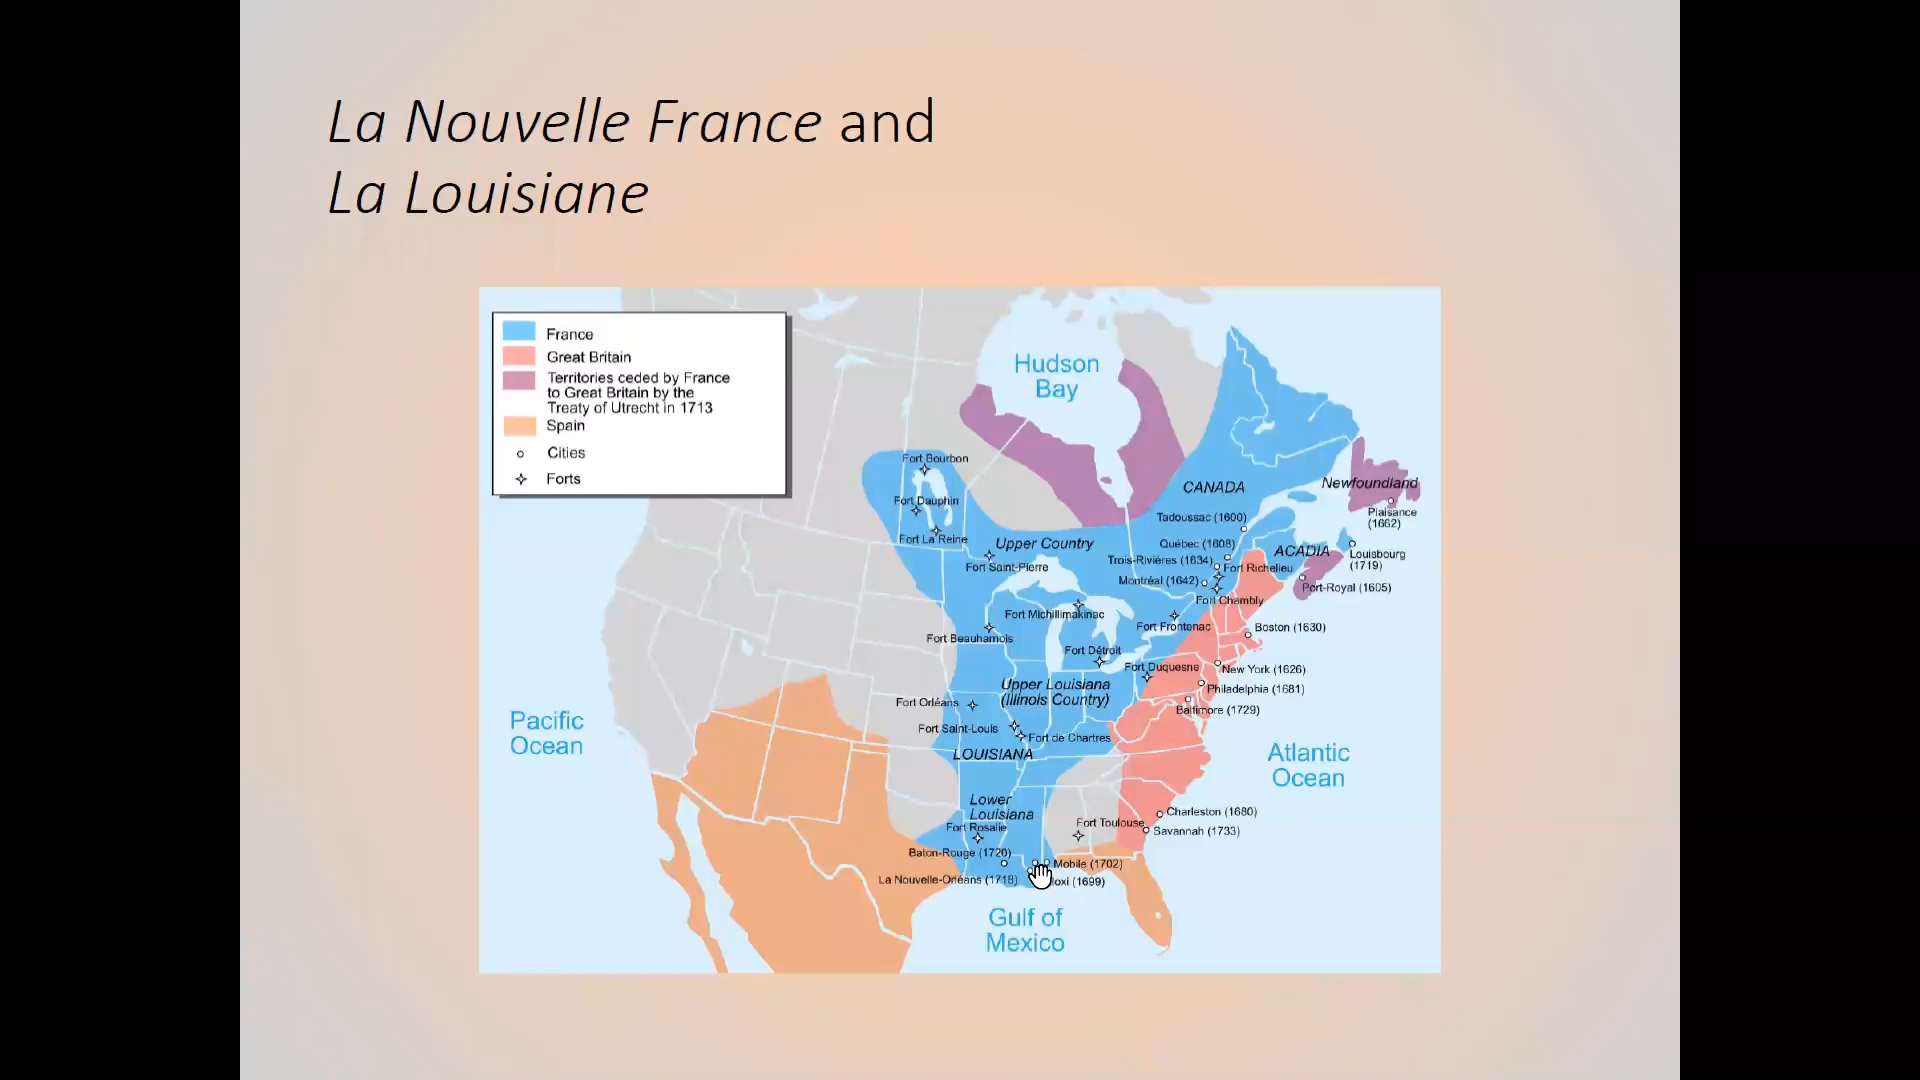 La Nouvelle France and
La Louisiane
France
Great Britain
Territories ceded by France
to Great Britain by the
Treaty of Utrecht in 1713
Spain
Cities
Forts
Hudson
Bay
Fort Bourbon
Fort Dauphin
Fort La Reine
Upper Country
Fort Saint-Pierre
CANADA
Newfoundland
Plaisance
(1662)
Tadoussac (1600)
Québec (1608)
ACADIA
Louisbourg
(1719)
Trois-Rivières (1634)
Fort Richelieu
Montréal (1642)
Port-Royal (1605)
Fort Chambly
Fort Michillimakinac
Fort Frontenac
Boston (1630)
Fort Beauharnois
Fort Détroit
Fort Duquesne
New York (1626)
Upper Louisiana
(Illinois Country)
Philadelphia (1681)
Fort Orléans
Baltimore (1729)
Fort Saint-Louis
Fort de Chartres
LOUISIANA
Pacific
Ocean
Atlantic
Ocean
Lower
Louisiana
Charleston (1680)
Fort Rosalie
Fort Toulouse
Savannah (1733)
Baton-Rouge (1720)
Mobile (1702)
La Nouvelle-Orléans (1718)
(1699)
Gulf of
Mexico